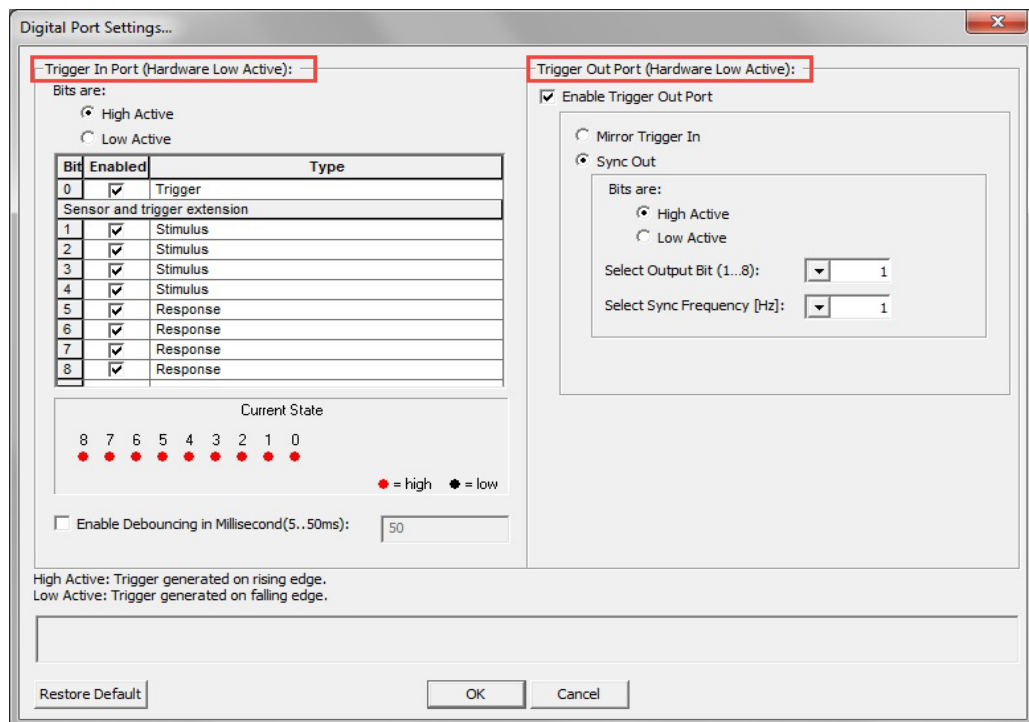 Digital Port Settings...
Trigger In Port (Hardware Low Active):
Bits are:
High Active
Low Active
Bit Enabled Type
0 Trigger
Sensor and trigger extension
1 Stimulus
2 Stimulus
3 Stimulus
4 Stimulus
5 Response
6 Response
7 Response
8 Response
Current State
8 7 6 5 4 3 2 1 0
= high = low
Enable Debouncing in Millisecond(5..50ms): 50
Trigger Out Port (Hardware Low Active):
Enable Trigger Out Port
Mirror Trigger In
Sync Out
Bits are:
High Active
Low Active
Select Output Bit (1...8): 1
Select Sync Frequency [Hz]: 1
High Active: Trigger generated on rising edge.
Low Active: Trigger generated on falling edge.
Restore Default OK Cancel